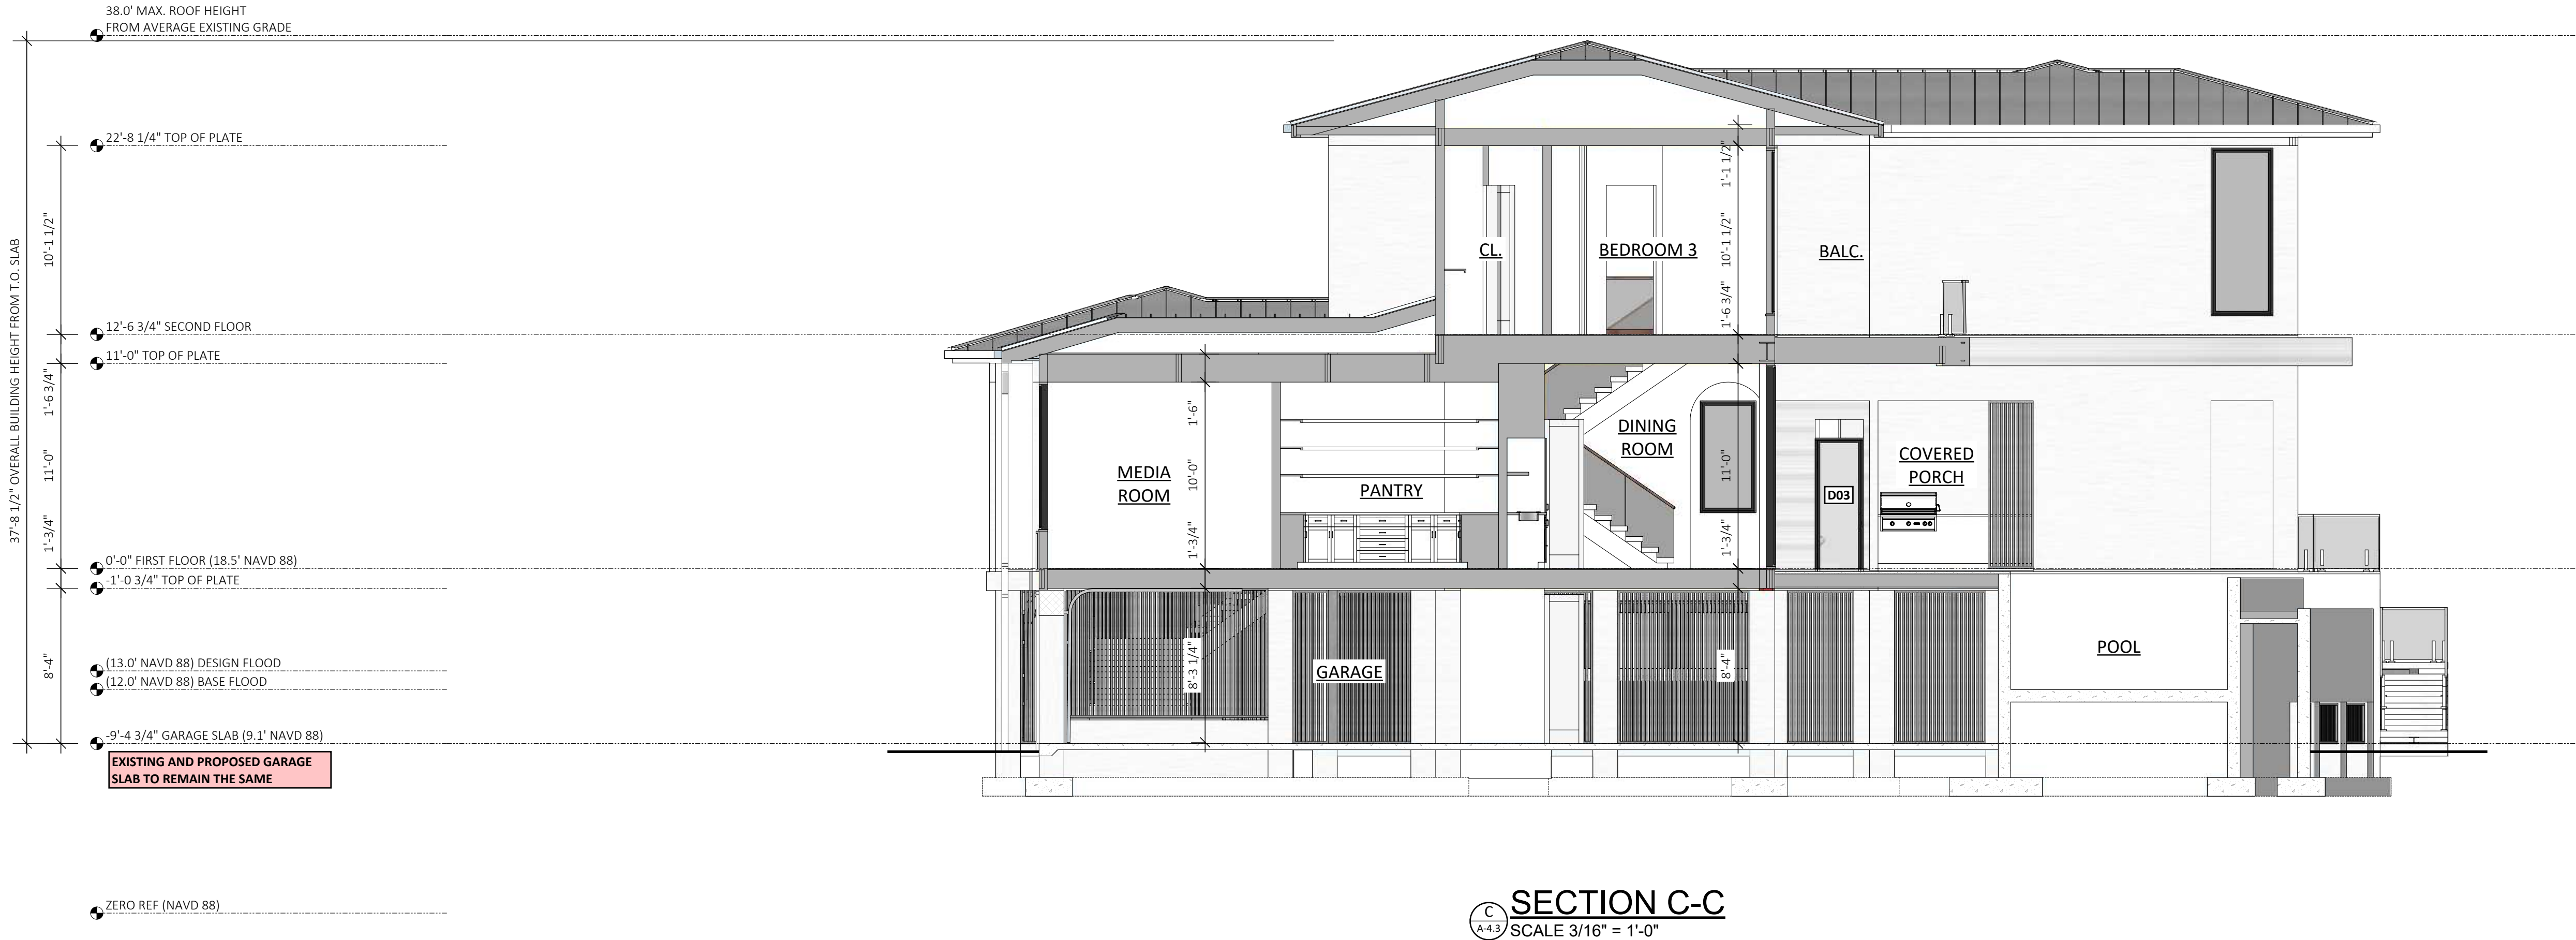 38.0' MAX. ROOF HEIGHT
FROM AVERAGE EXISTING GRADE
22'-8 1/4" TOP OF PLATE
12'-6 3/4" SECOND FLOOR
11'-0" TOP OF PLATE
0'-0" FIRST FLOOR (18.5' NAVD 88)
-1'-0 3/4" TOP OF PLATE
(13.0' NAVD 88) DESIGN FLOOD
(12.0' NAVD 88) BASE FLOOD
-9'-4 3/4" GARAGE SLAB (9.1' NAVD 88)
EXISTING AND PROPOSED GARAGE
SLAB TO REMAIN THE SAME
ZERO REF (NAVD 88)
37'-8 1/2" OVERALL BUILDING HEIGHT FROM T.O. SLAB
10'-1 1/2"
1'-6 3/4"
11'-0"
1'-3/4"
8'-4"
CL.
BEDROOM 3
BALC.
1'-1 1/2"
10'-1 1/2"
1'-6 3/4"
MEDIA
ROOM
1'-6"
10'-0"
1'-3/4"
PANTRY
DINING
ROOM
11'-0"
1'-3/4"
D03
COVERED
PORCH
8'-3 1/4"
GARAGE
8'-4"
POOL
C
A-4.3
SECTION C-C
SCALE 3/16" = 1'-0"